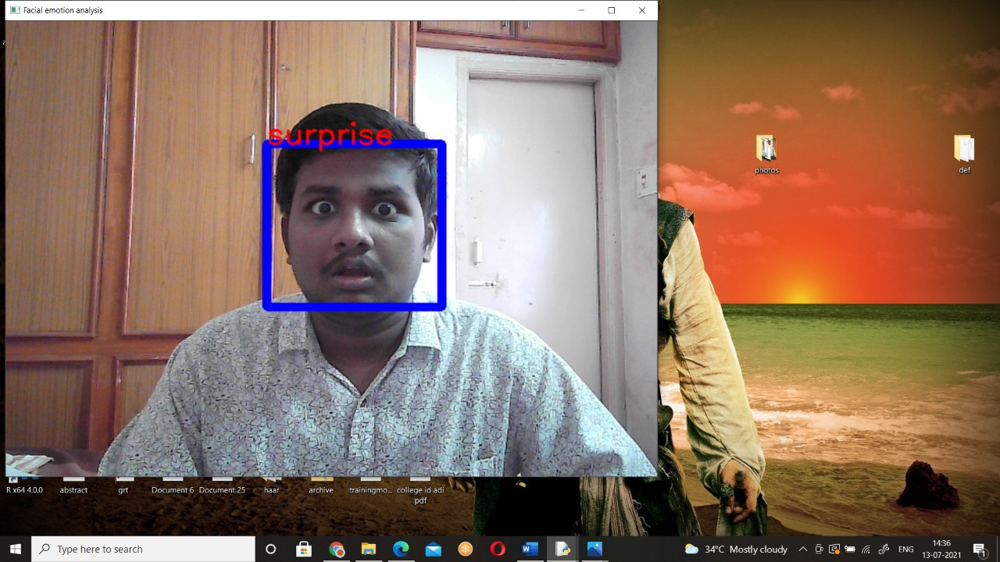 Facial emotion analysis
surprise
photos
def
R x64 4.0.0
abstract
grt
Document 6
Document 25
haar
archive
trainingmo...
college id adi
pdf
Type here to search
34°C Mostly cloudy
ENG
14:36
13-07-2021
1